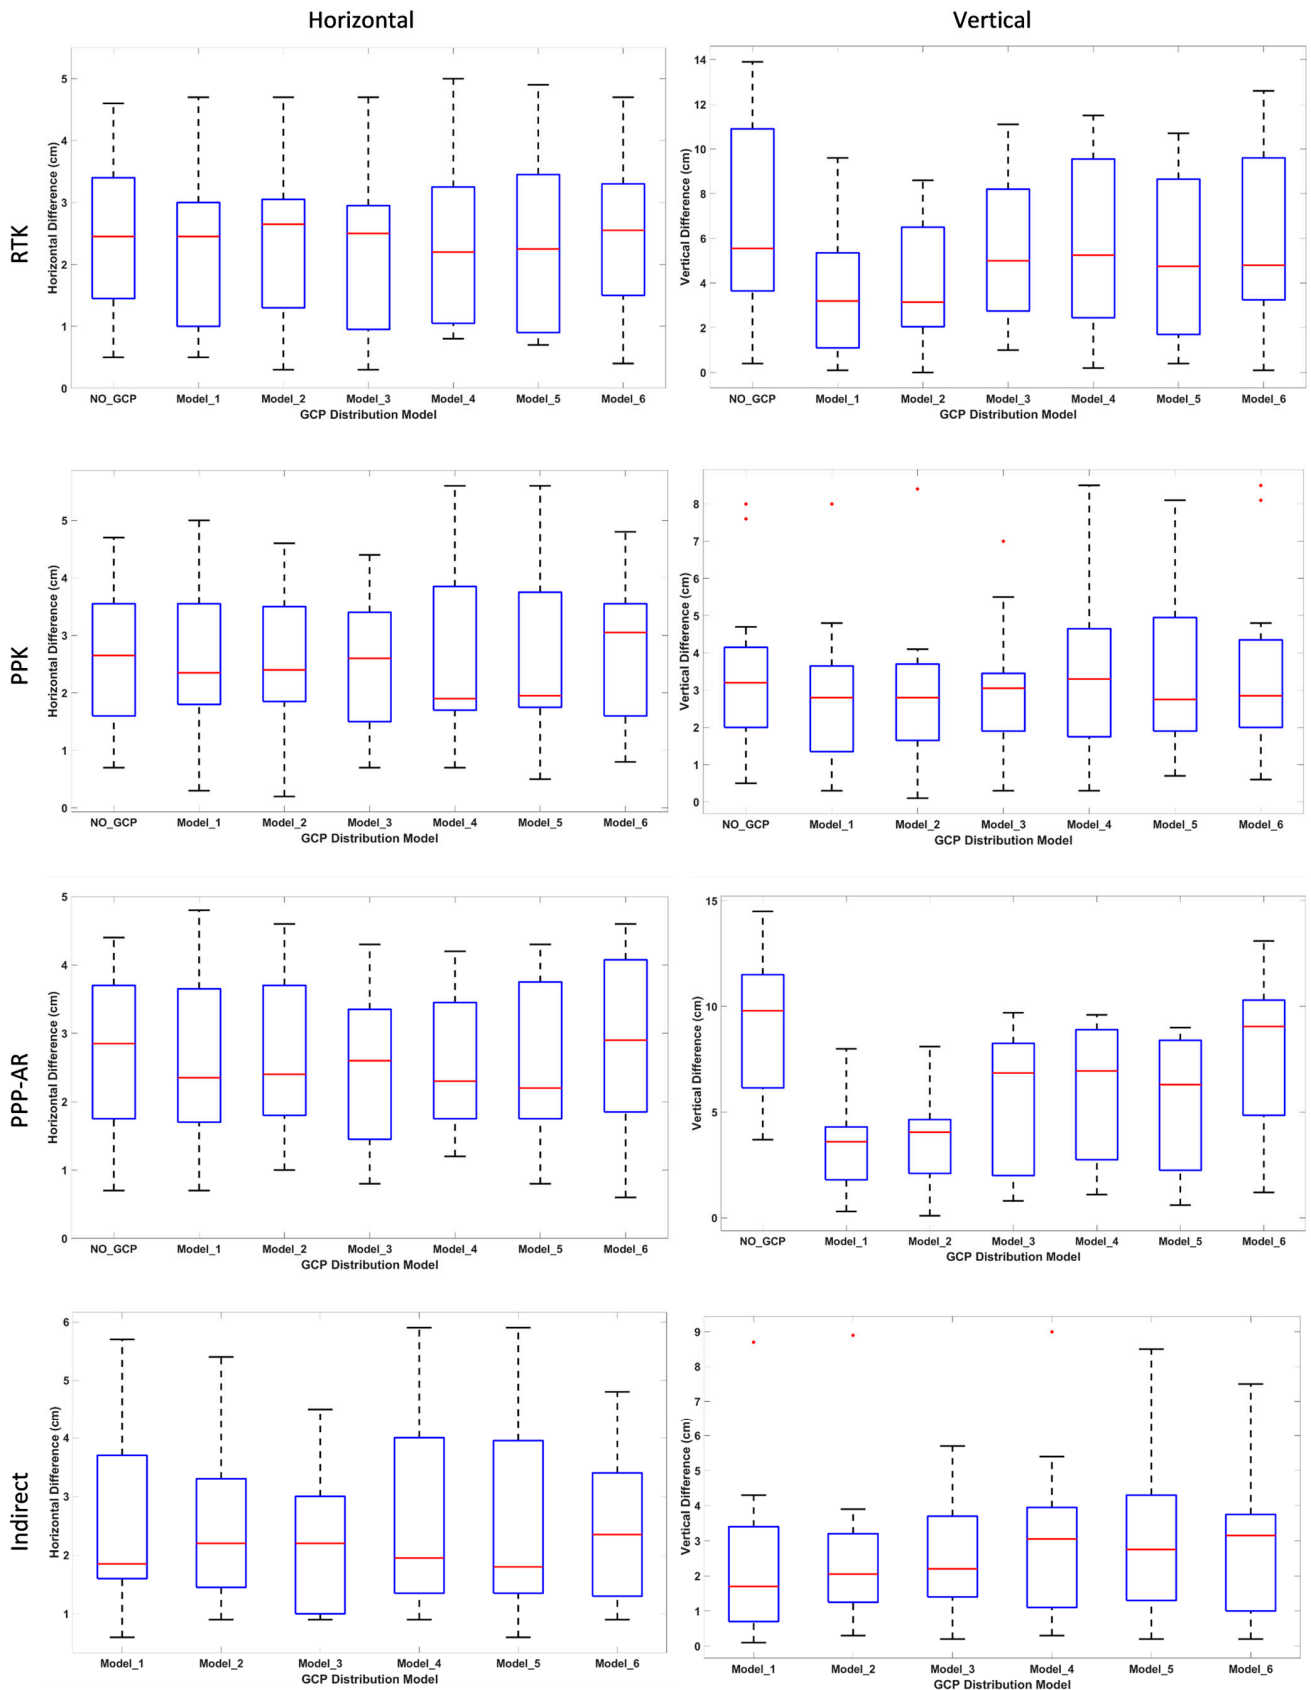 Horizontal
Vertical
RTK
Horizontal Difference (cm)
5
4
3
2
1
0
NO_GCP Model_1 Model_2 Model_3 Model_4 Model_5 Model_6
GCP Distribution Model
Vertical Difference (cm)
14
12
10
8
6
4
2
0
NO_GCP Model_1 Model_2 Model_3 Model_4 Model_5 Model_6
GCP Distribution Model
PPK
Horizontal Difference (cm)
5
4
3
2
1
0
NO_GCP Model_1 Model_2 Model_3 Model_4 Model_5 Model_6
GCP Distribution Model
Vertical Difference (cm)
8
7
6
5
4
3
2
1
0
NO_GCP Model_1 Model_2 Model_3 Model_4 Model_5 Model_6
GCP Distribution Model
PPP-AR
Horizontal Difference (cm)
5
4
3
2
1
0
NO_GCP Model_1 Model_2 Model_3 Model_4 Model_5 Model_6
GCP Distribution Model
Vertical Difference (cm)
15
10
5
0
NO_GCP Model_1 Model_2 Model_3 Model_4 Model_5 Model_6
GCP Distribution Model
Indirect
Horizontal Difference (cm)
6
5
4
3
2
1
Model_1 Model_2 Model_3 Model_4 Model_5 Model_6
GCP Distribution Model
Vertical Difference (cm)
9
8
7
6
5
4
3
2
1
0
Model_1 Model_2 Model_3 Model_4 Model_5 Model_6
GCP Distribution Model